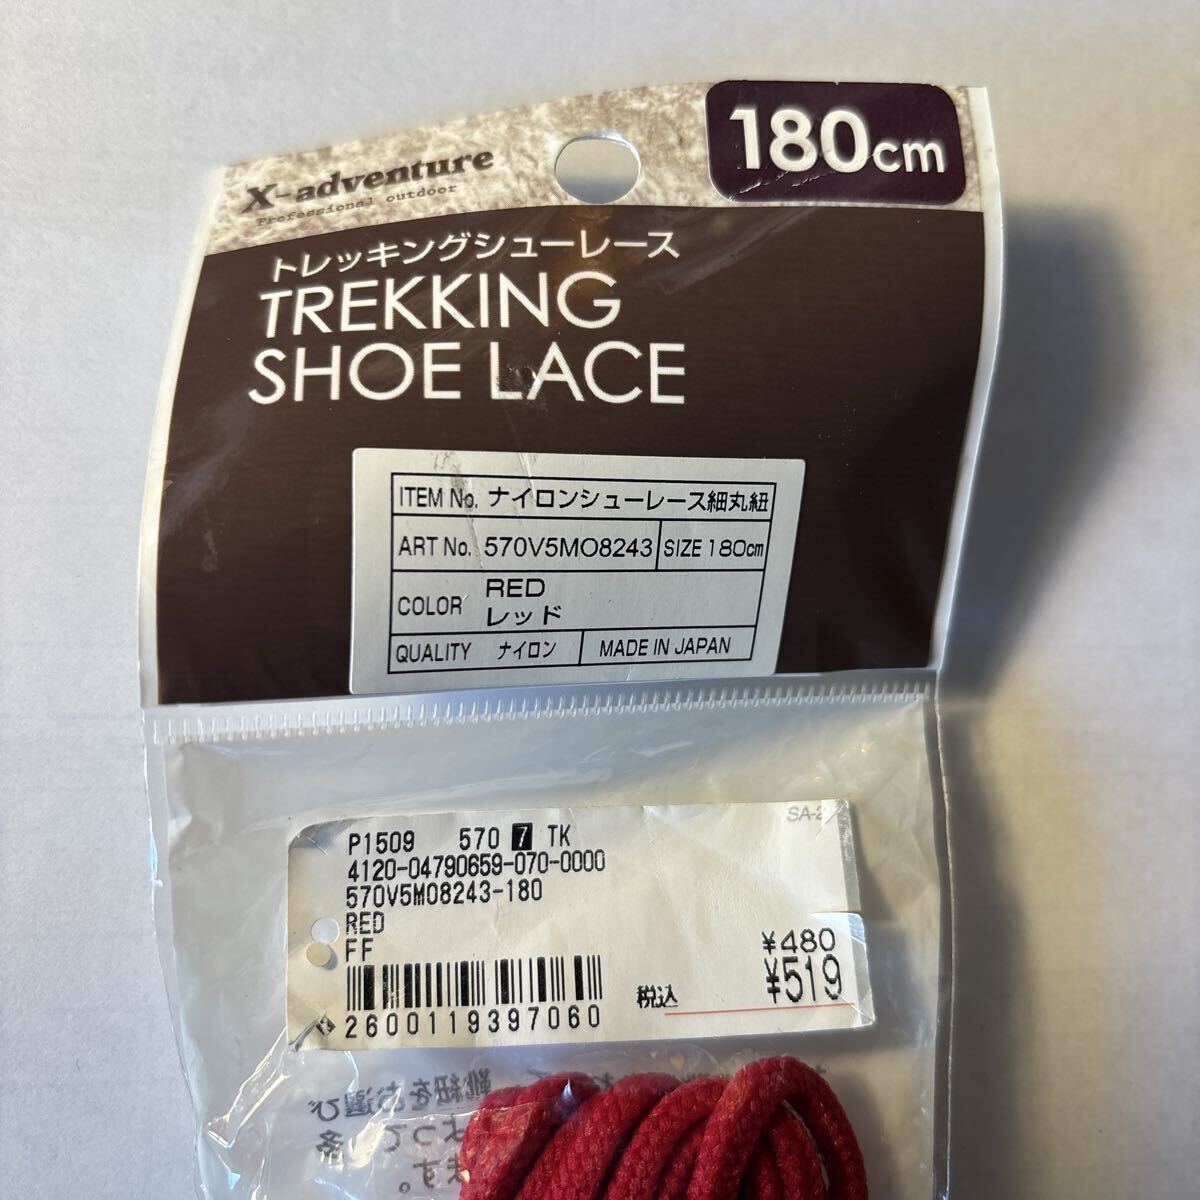 180cm
X-adventure
Professional outdoor
トレッキングシューレース
TREKKING
SHOE LACE
ITEM No. ナイロンシューレース細丸紐
ART No. 570V5MO8243 SIZE 180cm
COLOR RED
レッド
QUALITY ナイロン MADE IN JAPAN
SA-2
P1509 570 7 TK
4120-04790659-070-0000
570V5MO8243-180
RED
FF
¥480
税込 ¥519
2600119397060